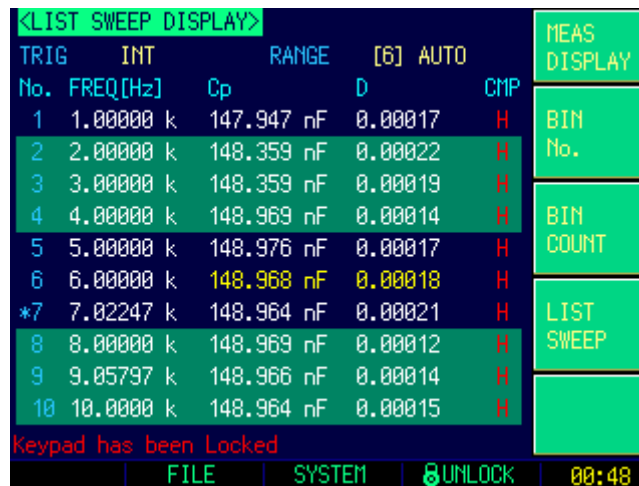 <LIST SWEEP DISPLAY>
TRIG INT RANGE [6] AUTO
No. FREQ[Hz] Cp D CMP
1 1.00000 k 147.947 nF 0.00017 H
2 2.00000 k 148.359 nF 0.00022 H
3 3.00000 k 148.359 nF 0.00019 H
4 4.00000 k 148.969 nF 0.00014 H
5 5.00000 k 148.976 nF 0.00017 H
6 6.00000 k 148.968 nF 0.00018 H
*7 7.02247 k 148.964 nF 0.00021 H
8 8.00000 k 148.969 nF 0.00012 H
9 9.05797 k 148.966 nF 0.00014 H
10 10.0000 k 148.964 nF 0.00015 H
Keypad has been Locked
MEAS
DISPLAY
BIN
No.
BIN
COUNT
LIST
SWEEP
FILE SYSTEM UNLOCK 00:48